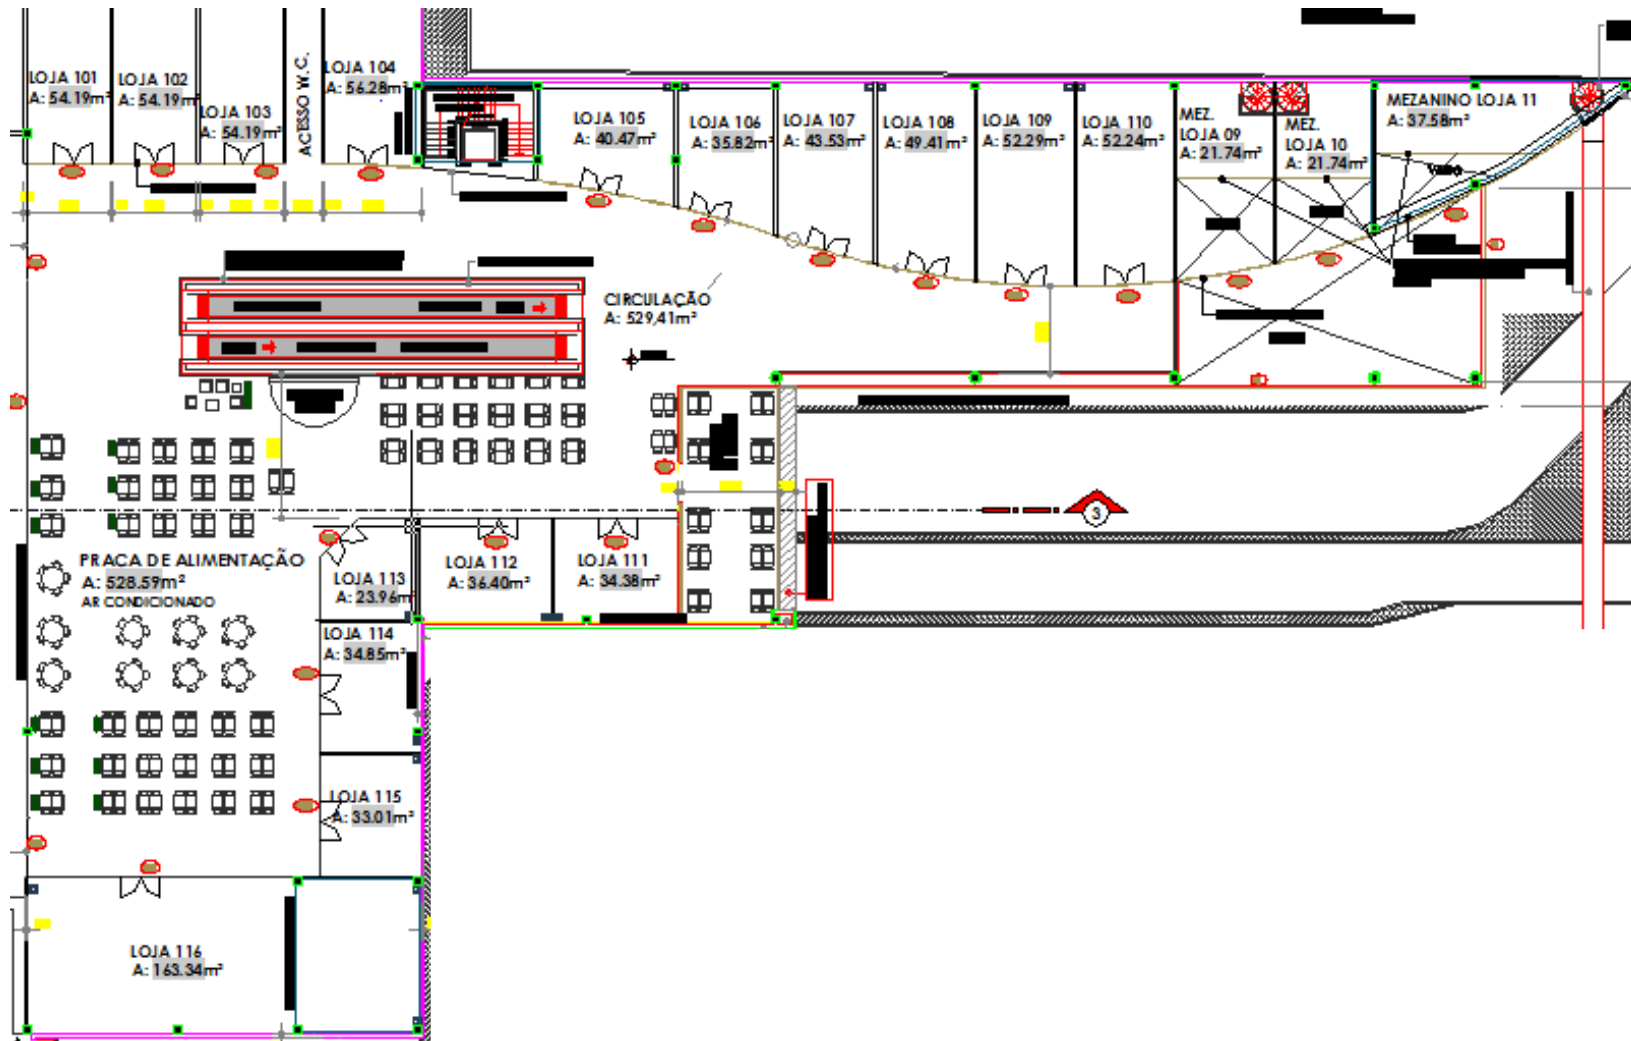 LOJA 101
A: 54.19m²
LOJA 102
A: 54.19m²
LOJA 103
A: 54.19m²
ACESSO W.C.
LOJA 104
A: 56.28m²
LOJA 105
A: 40.47m²
LOJA 106
A: 35.82m²
LOJA 107
A: 43.53m²
LOJA 108
A: 49.41m²
LOJA 109
A: 52.29m²
LOJA 110
A: 52.24m²
MEZ.
LOJA 09
A: 21.74m²
MEZ.
LOJA 10
A: 21.74m²
MEZANINO LOJA 11
A: 37.58m²
CIRCULAÇÃO
A: 529,41m²
3
PRACA DE ALIMENTAÇÃO
A: 528.59m²
AR CONDICIONADO
LOJA 113
A: 23.96m²
LOJA 112
A: 36.40m²
LOJA 111
A: 34.38m²
LOJA 114
A: 34.85m²
LOJA 115
A: 33.01m²
LOJA 116
A: 163.34m²